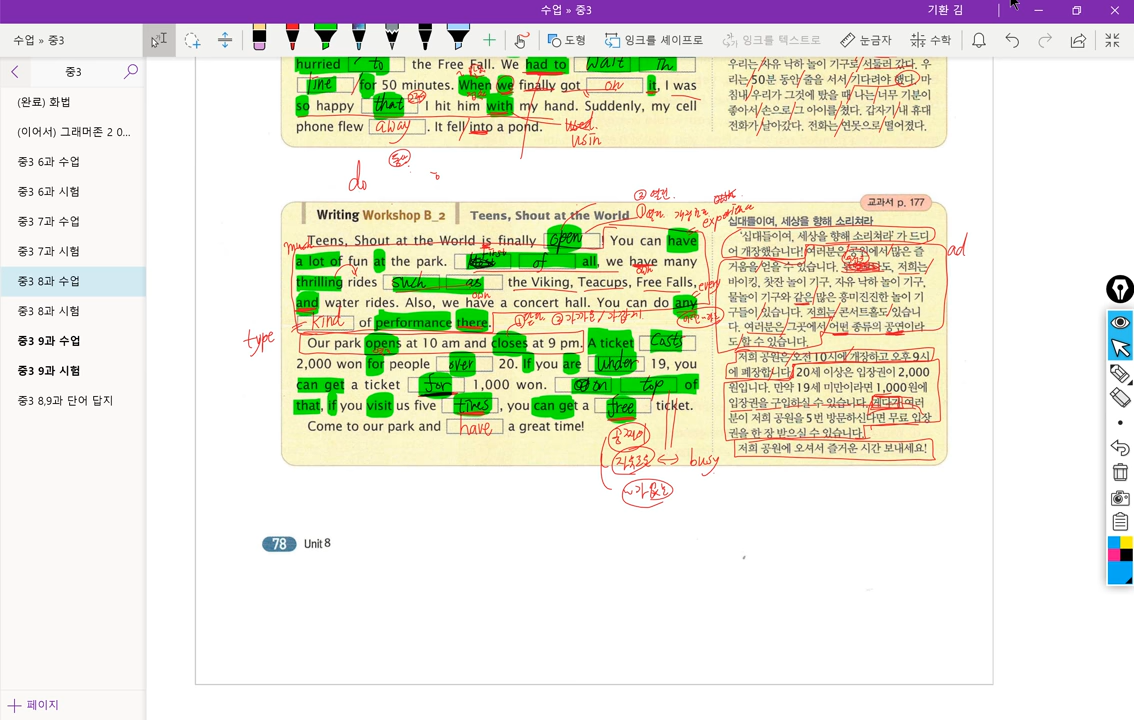 수업 » 중3
기환 김
수업 » 중3
도형
잉크를 셰이프로
잉크를 텍스트로
눈금자
수학
중3
(완료) 화법
(이어서) 그래머존 2 0...
중3 6과 수업
중3 6과 시험
중3 7과 수업
중3 7과 시험
중3 8과 수업
중3 8과 시험
중3 9과 수업
중3 9과 시험
중3 8,9과 단어 답지
페이지
hurried to the Free Fall. We had to wait in
line for 50 minutes. When we finally got on it, I was
so happy that I hit him with my hand. Suddenly, my cell
phone flew away. It fell into a pond.
동사
do
우리는 자유 낙하 놀이 기구로 서둘러 갔다. 우
리는 50분 동안 줄을 서서 기다려야 했다. 마
침내 우리가 그것에 탔을 때 나는 너무 기분이
좋아서 손으로 그 아이를 쳤다. 갑자기 내 휴대
전화가 날아갔다. 전화는 연못으로 떨어졌다.
교과서 p. 177
Writing Workshop B_2 Teens, Shout at the World
Teens, Shout at the World is finally open! You can have
a lot of fun at the park. First of all, we have many
thrilling rides such as the Viking, Teacups, Free Falls,
and water rides. Also, we have a concert hall. You can do any
kind of performance there.
type
Our park opens at 10 am and closes at 9 pm. A ticket costs
2,000 won for people over 20. If you are under 19, you
can get a ticket for 1,000 won. on top of
that, if you visit us five times, you can get a free ticket.
Come to our park and have a great time!
공짜의
busy
~가 없는
십대들이여, 세상을 향해 소리쳐라
'십대들이여, 세상을 향해 소리쳐라'가 드디
어 개장했습니다! 여러분은 공원에서 많은 즐
거움을 얻을 수 있습니다. 저희는
바이킹, 찻잔 놀이 기구, 자유 낙하 놀이 기구,
물놀이 기구와 같은 많은 흥미진진한 놀이 기
구들이 있습니다. 저희는 콘서트홀도 있습니
다. 여러분은 그곳에서 어떤 종류의 공연이라
도 할 수 있습니다.
저희 공원은 오전 10시에 개장하고 오후 9시
에 폐장합니다. 20세 이상은 입장권이 2,000
원입니다. 만약 19세 미만이라면 1,000원에
입장권을 구입하실 수 있습니다. 게다가 여러
분이 저희 공원을 5번 방문하신다면 무료 입장
권을 한 장 받으실 수 있습니다.
저희 공원에 오셔서 즐거운 시간 보내세요!
ad
78 Unit 8